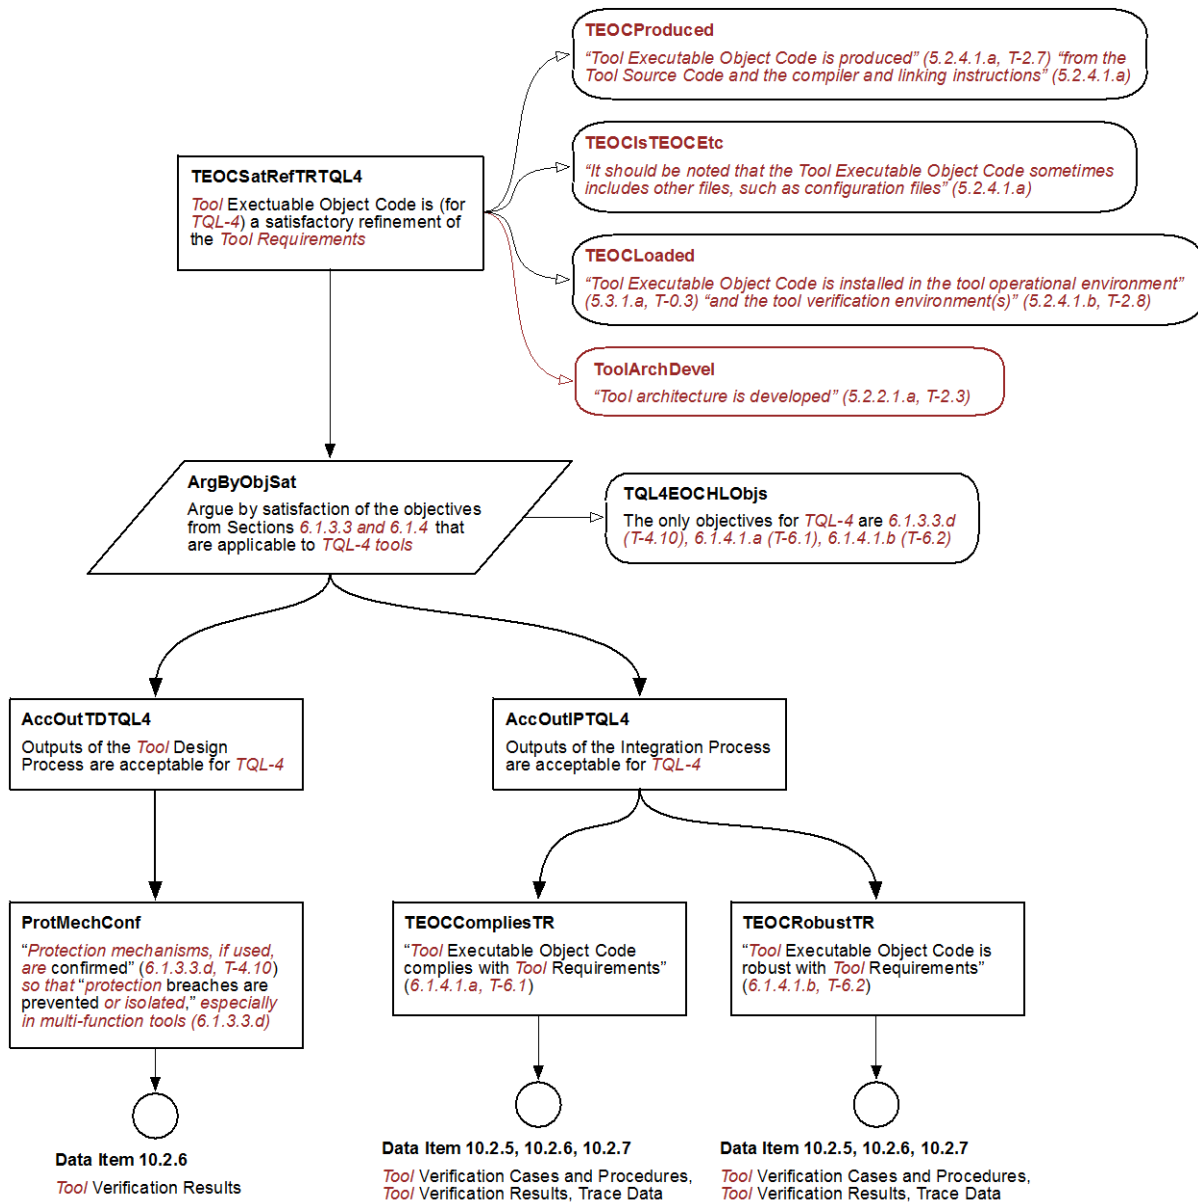 TEOCProduced
“Tool Executable Object Code is produced” (5.2.4.1.a, T-2.7) “from the
Tool Source Code and the compiler and linking instructions” (5.2.4.1.a)
TEOCIsTEOCEtc
“It should be noted that the Tool Executable Object Code sometimes
includes other files, such as configuration files” (5.2.4.1.a)
TEOCSatRefTRTQL4
Tool Exectuable Object Code is (for
TQL-4) a satisfactory refinement of
the Tool Requirements
TEOCLoaded
“Tool Executable Object Code is installed in the tool operational environment”
(5.3.1.a, T-0.3) “and the tool verification environment(s)” (5.2.4.1.b, T-2.8)
ToolArchDevel
“Tool architecture is developed” (5.2.2.1.a, T-2.3)
ArgByObjSat
Argue by satisfaction of the objectives
from Sections 6.1.3.3 and 6.1.4 that
are applicable to TQL-4 tools
TQL4EOCHLObjs
The only objectives for TQL-4 are 6.1.3.3.d
(T-4.10), 6.1.4.1.a (T-6.1), 6.1.4.1.b (T-6.2)
AccOutTDTQL4
Outputs of the Tool Design
Process are acceptable for TQL-4
AccOutIPTQL4
Outputs of the Integration Process
are acceptable for TQL-4
ProtMechConf
“Protection mechanisms, if used,
are confirmed” (6.1.3.3.d, T-4.10)
so that “protection breaches are
prevented or isolated,” especially
in multi-function tools (6.1.3.3.d)
TEOCCompliesTR
“Tool Executable Object Code
complies with Tool Requirements”
(6.1.4.1.a, T-6.1)
TEOCRobustTR
“Tool Executable Object Code is
robust with Tool Requirements”
(6.1.4.1.b, T-6.2)
Data Item 10.2.6
Tool Verification Results
Data Item 10.2.5, 10.2.6, 10.2.7
Tool Verification Cases and Procedures,
Tool Verification Results, Trace Data
Data Item 10.2.5, 10.2.6, 10.2.7
Tool Verification Cases and Procedures,
Tool Verification Results, Trace Data